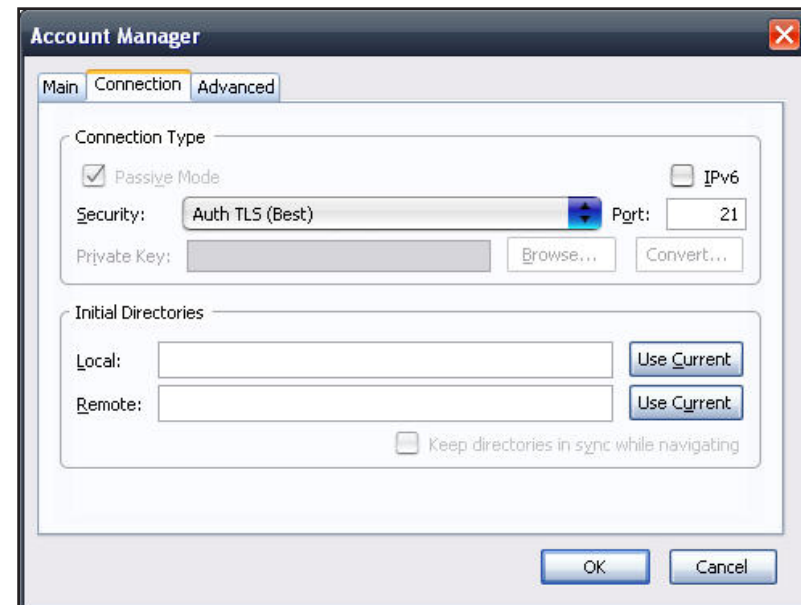 Account Manager
Main Connection Advanced
Connection Type
Passive Mode IPv6
Security: Auth TLS (Best) Port: 21
Private Key: Browse... Convert...
Initial Directories
Local: Use Current
Remote: Use Current
Keep directories in sync while navigating
OK Cancel